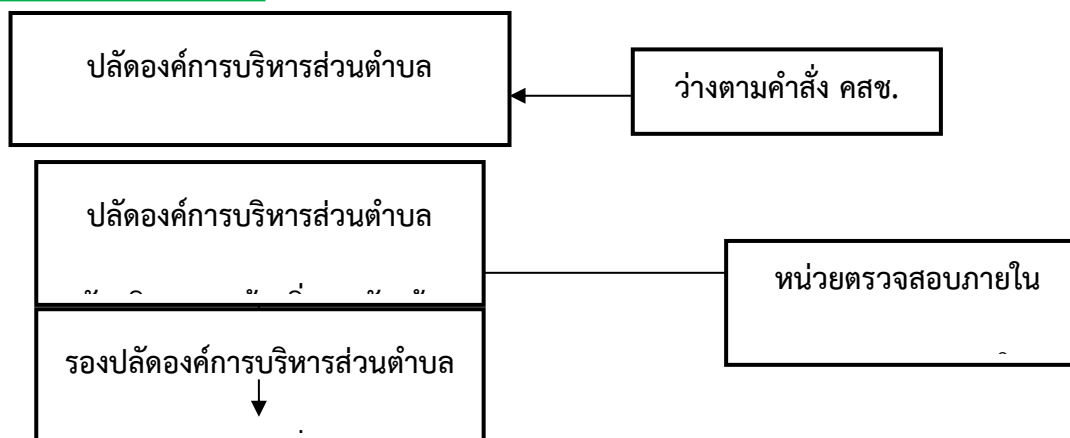 ปลัดองค์การบริหารส่วนตำบล
ว่างตามคำสั่ง คสช.
ปลัดองค์การบริหารส่วนตำบล
หน่วยตรวจสอบภายใน
รองปลัดองค์การบริหารส่วนตำบล